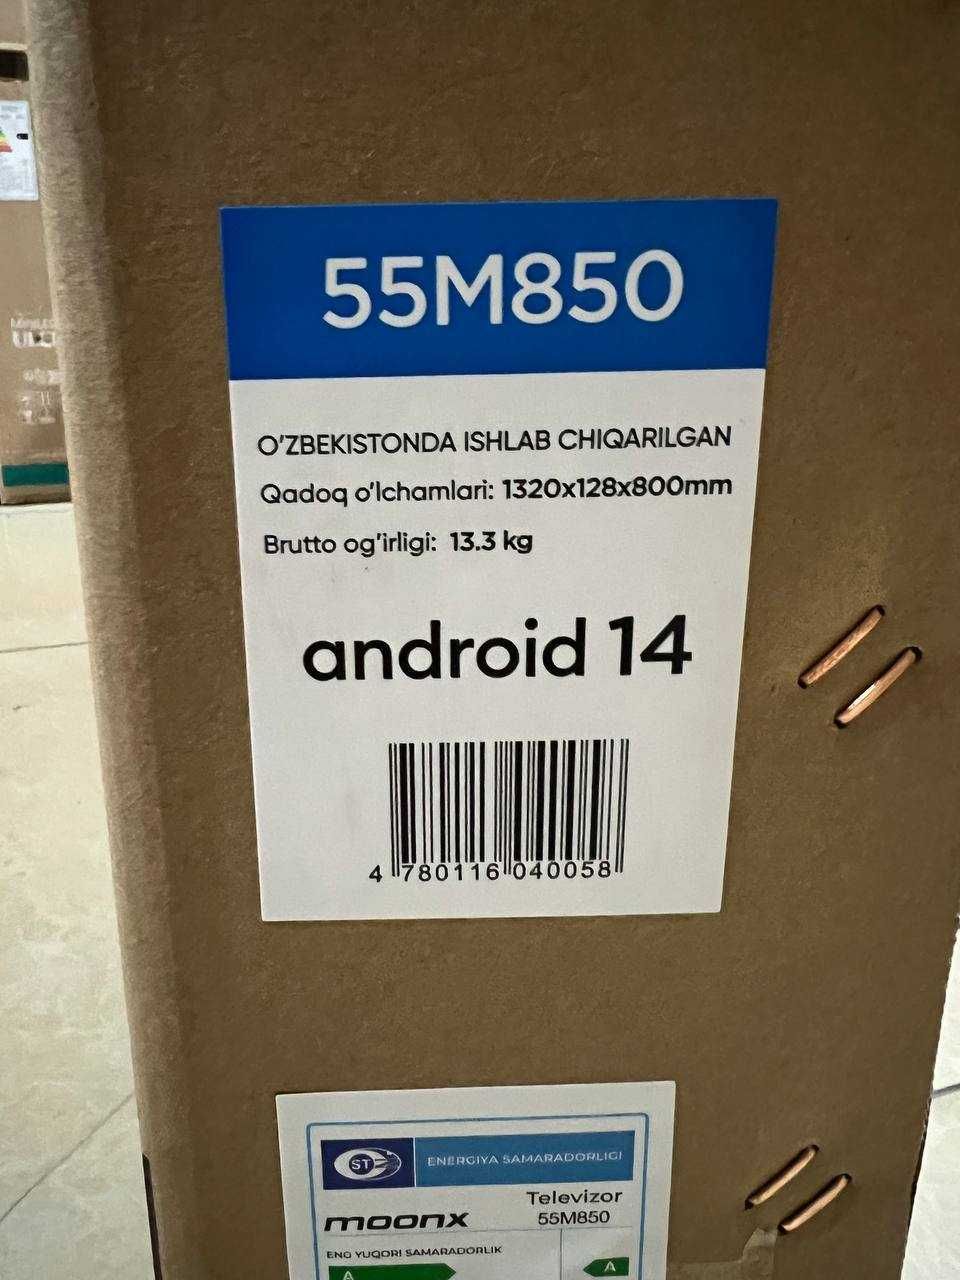 55M850
O'ZBEKISTONDA ISHLAB CHIQARILGAN
Qadoq o'lchamlari: 1320x128x800mm
Brutto og'irligi: 13.3 kg
android 14
4 780116 040058
ST
ENERGIYA SAMARADORLIGI
moonx
Televizor
55M850
ENG YUQORI SAMARADORLIK
A
A